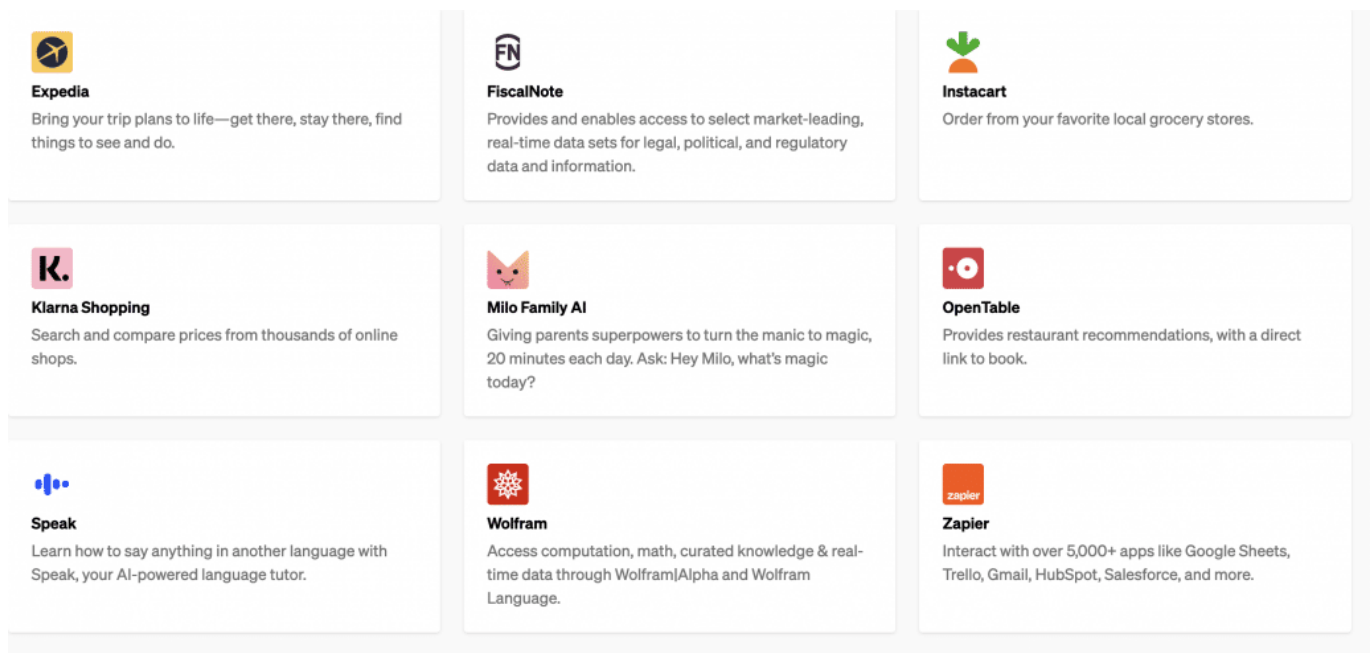 FN
Expedia
Bring your trip plans to life—get there, stay there, find
things to see and do.
FiscalNote
Provides and enables access to select market-leading,
real-time data sets for legal, political, and regulatory
data and information.
Instacart
Order from your favorite local grocery stores.
K.
Klarna Shopping
Search and compare prices from thousands of online
shops.
Milo Family AI
Giving parents superpowers to turn the manic to magic,
20 minutes each day. Ask: Hey Milo, what's magic
today?
OpenTable
Provides restaurant recommendations, with a direct
link to book.
Speak
Learn how to say anything in another language with
Speak, your AI-powered language tutor.
Wolfram
Access computation, math, curated knowledge & real-
time data through Wolfram|Alpha and Wolfram
Language.
zapier
Zapier
Interact with over 5,000+ apps like Google Sheets,
Trello, Gmail, HubSpot, Salesforce, and more.